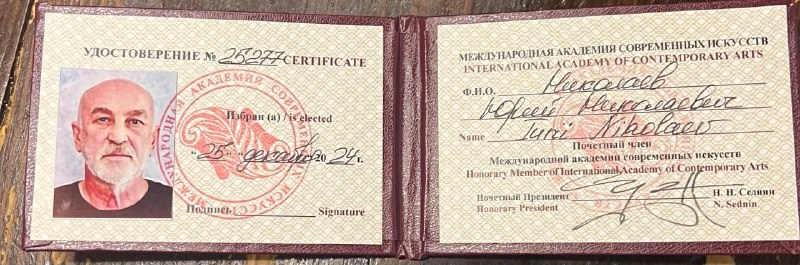 УДОСТОВЕРЕНИЕ № 25277 CERTIFICATE
Избран (а) / is elected
"25" декабря 2024 г.
Подпись Signature
МЕЖДУНАРОДНАЯ АКАДЕМИЯ СОВРЕМЕННЫХ ИСКУССТВ
INTERNATIONAL ACADEMY OF CONTEMPORARY ARTS
Ф.И.О. Николаев
Юрий Николаевич
Name Iurii Nikolaev
Почетный член
Международной академии современных искусств
Honorary Member of International Academy of Contemporary Arts
Почетный Президент Н. Н. Седнин
Honorary President N. Sednin